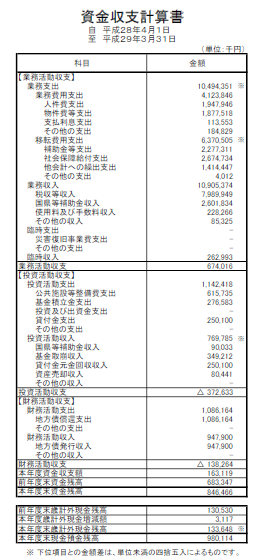 資金収支計算書
自 平成28年4月1日
至 平成29年3月31日
（単位：千円）
科目 金額
【業務活動収支】
業務支出 10,494,351 ※
業務費用支出 4,123,846
人件費支出 1,947,946
物件費等支出 1,877,518
支払利息支出 113,553
その他の支出 184,829
移転費用支出 6,370,505 ※
補助金等支出 2,277,311
社会保障給付支出 2,674,734
他会計への繰出支出 1,414,447
その他の支出 4,012
業務収入 10,905,374
税収等収入 7,989,949
国県等補助金収入 2,601,834
使用料及び手数料収入 228,266
その他の収入 85,325
臨時支出 -
災害復旧事業費支出 -
その他の支出 -
臨時収入 262,993
業務活動収支 674,016
【投資活動収支】
投資活動支出 1,142,418
公共施設等整備費支出 615,735
基金積立金支出 276,583
投資及び出資金支出 -
貸付金支出 250,100
その他の支出 -
投資活動収入 769,785 ※
国県等補助金収入 90,033
基金取崩収入 349,212
貸付金元金回収収入 250,100
資産売却収入 80,441
その他の収入 -
投資活動収支 △ 372,633
【財務活動収支】
財務活動支出 1,086,164
地方債償還支出 1,086,164
その他の支出 -
財務活動収入 947,900
地方債発行収入 947,900
その他の収入 -
財務活動収支 △ 138,264
本年度資金収支額 163,119
前年度末資金残高 683,347
本年度末資金残高 846,466
前年度末歳計外現金残高 130,530
本年度歳計外現金増減額 3,117
本年度末歳計外現金残高 133,648 ※
本年度末現金預金残高 980,114
※ 下位項目との金額差は、単位未満の四捨五入によるものです。